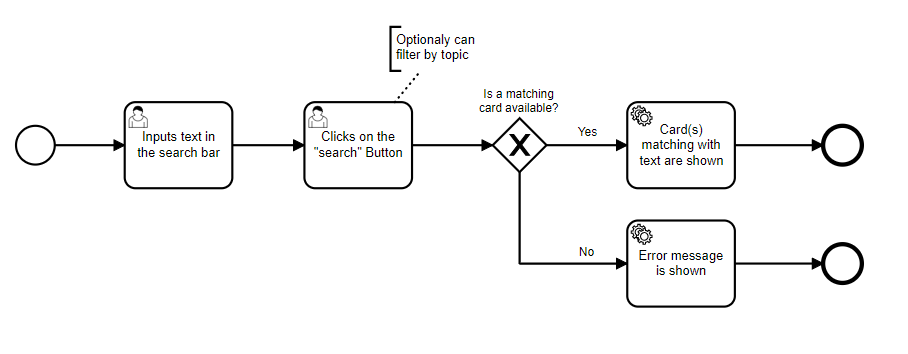 Optionaly can
filter by topic
Is a matching
card available?
Inputs text in
the search bar
Clicks on the
"search" Button
Yes
Card(s)
matching with
text are shown
No
Error message
is shown